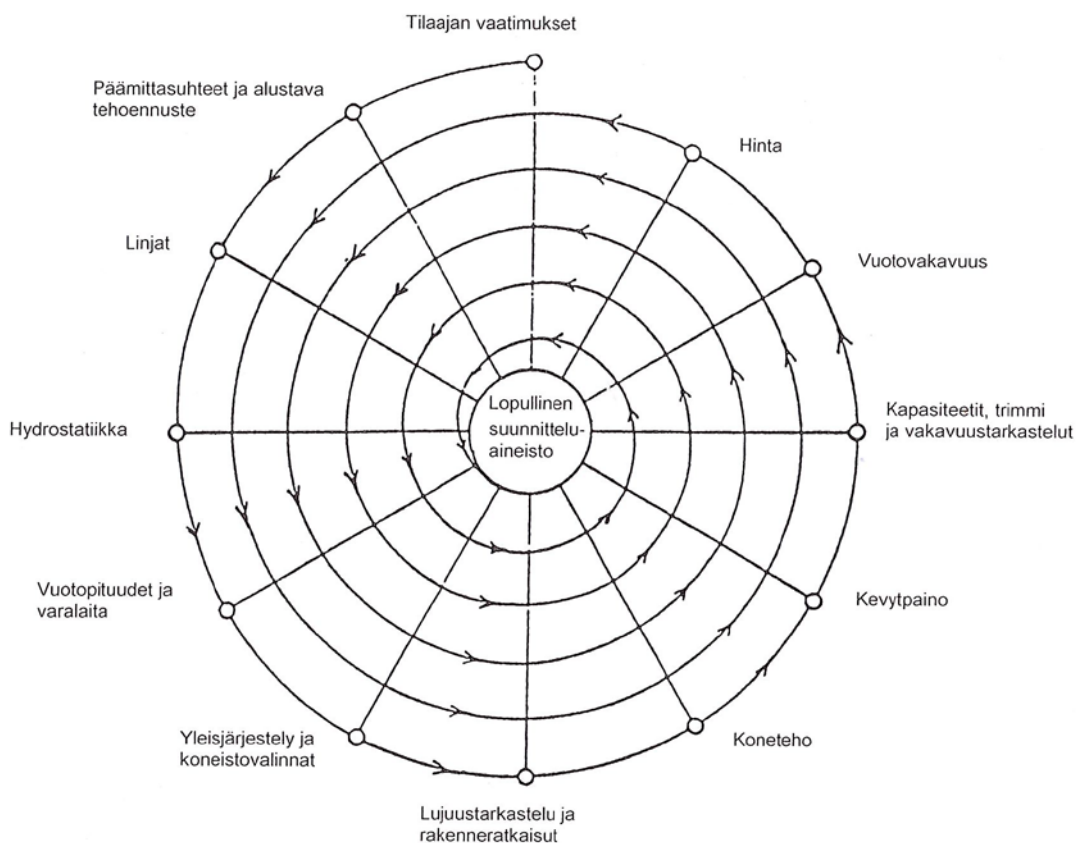 Tilaajan vaatimukset
Päämittasuhteet ja alustava
tehoennuste
Hinta
Linjat
Vuotovakavuus
Hydrostatiikka
Lopullinen
suunnittelu-
aineisto
Kapasiteetit, trimmi
ja vakavuustarkastelut
Vuotopituudet ja
varalaita
Kevytpaino
Yleisjärjestely ja
koneistovalinnat
Koneteho
Lujuustarkastelu ja
rakenneratkaisut